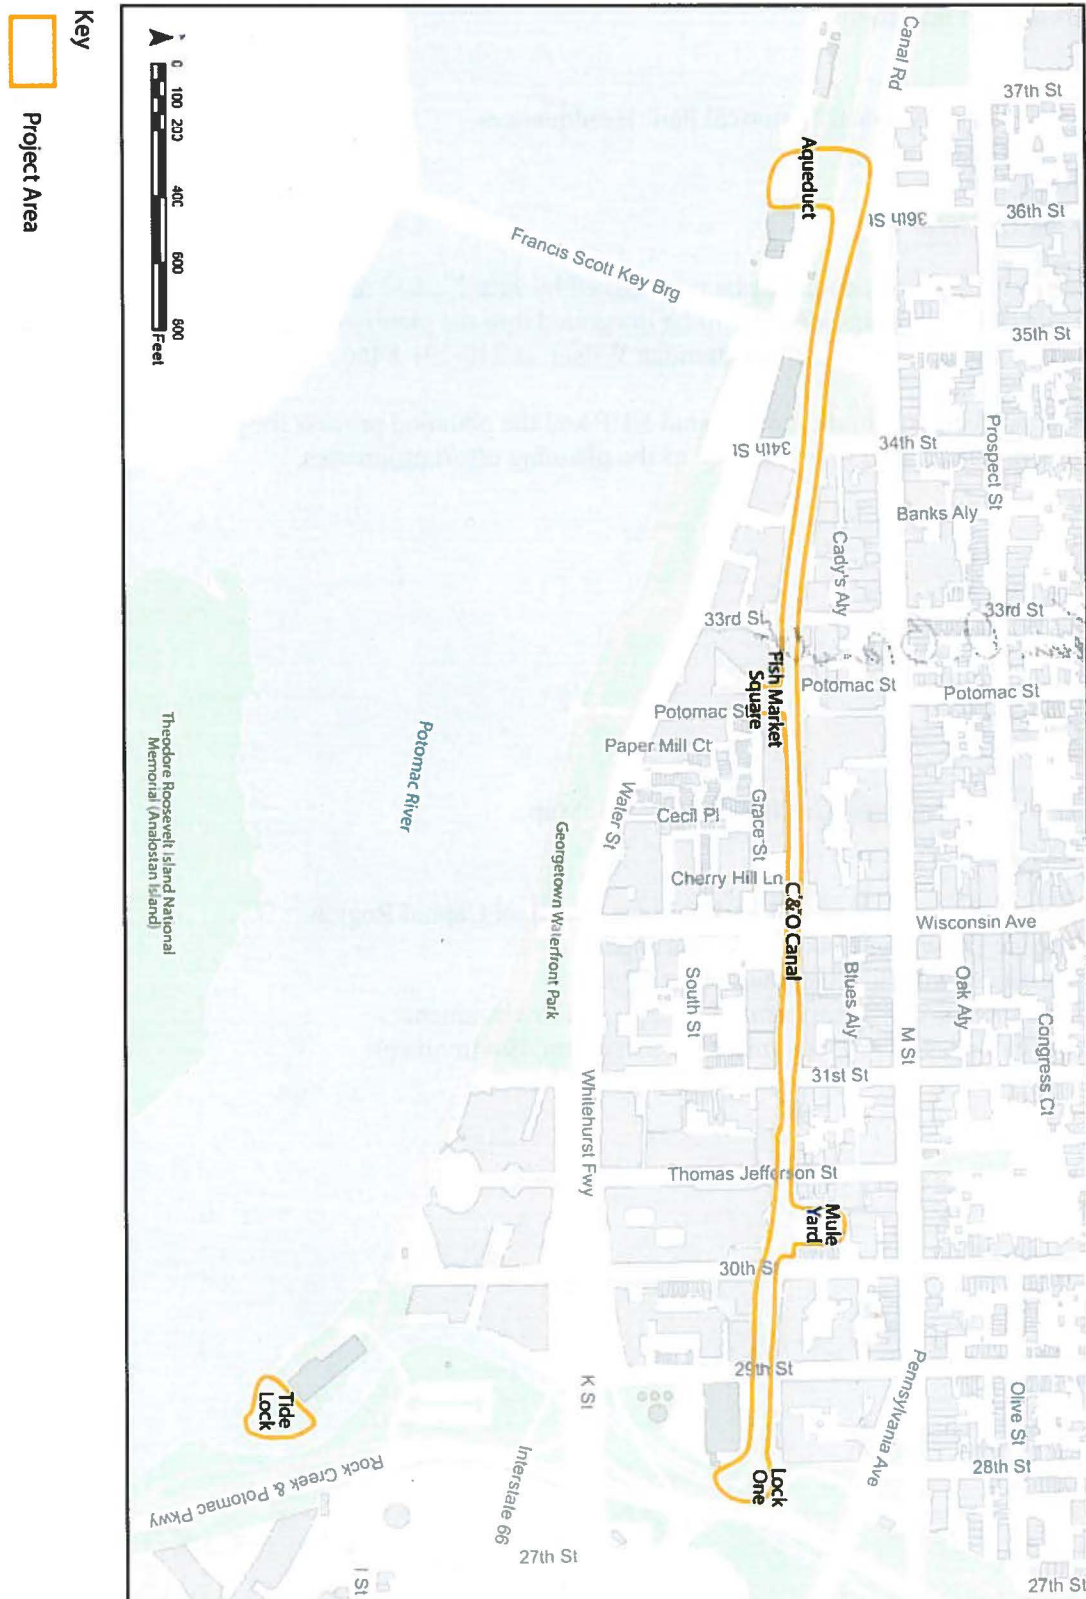 Key
Project Area
0 100 200 400 600 800
Feet
Canal Rd
37th St
Aqueduct
36th St
36th St
Francis Scott Key Brg
35th St
34th St
34th St
Prospect St
Banks Aly
Cady's Aly
33rd St
33rd St
Fish Market
Square
Potomac St
Potomac St
Potomac St
Paper Mill Ct
Water St
Cecil Pl
Grace St
Cherry Hill Ln
C&O Canal
Wisconsin Ave
Potomac River
Georgetown Waterfront Park
Theodore Roosevelt Island National
Memorial (Analostan Island)
South St
Blues Aly
Oak Aly
M St
Congress Ct
31st St
Whitehurst Fwy
Thomas Jefferson St
Mule
Yard
30th St
29th St
K St
Pennsylvania Ave
Olive St
28th St
Tide
Lock
Lock
One
Rock Creek & Potomac Pkwy
Interstate 66
27th St
27th St
I St